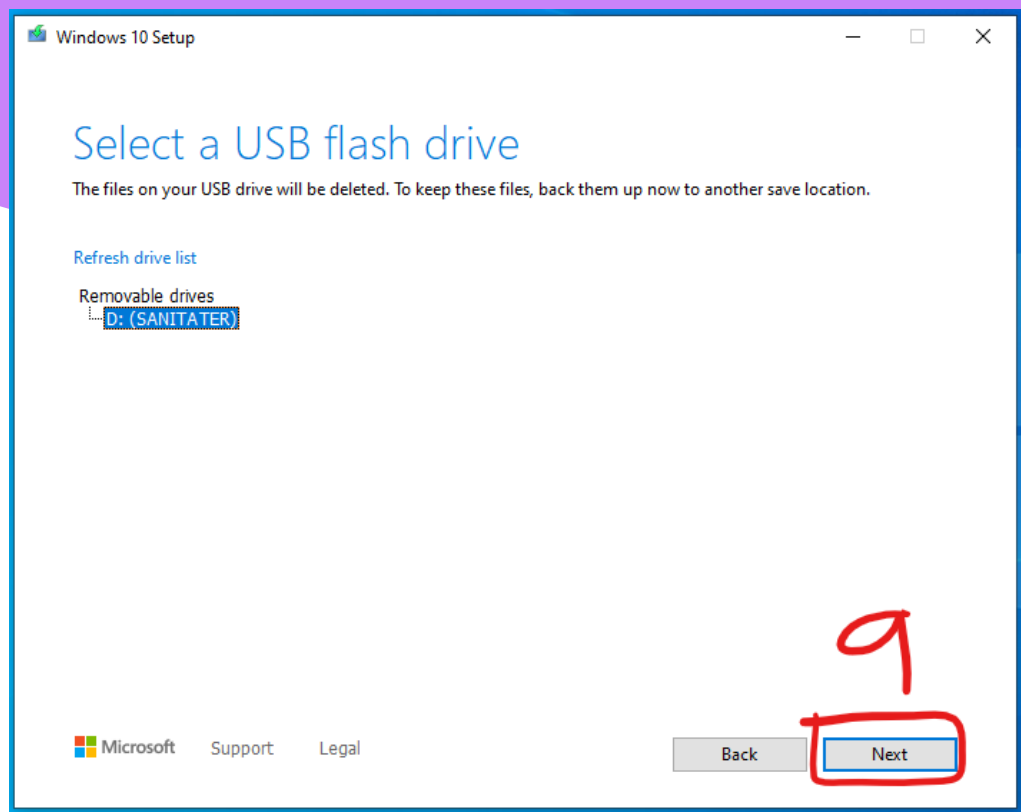 Windows 10 Setup
Select a USB flash drive
The files on your USB drive will be deleted. To keep these files, back them up now to another save location.
Refresh drive list
Removable drives
D: (SANITATER)
9
Microsoft Support Legal Back Next